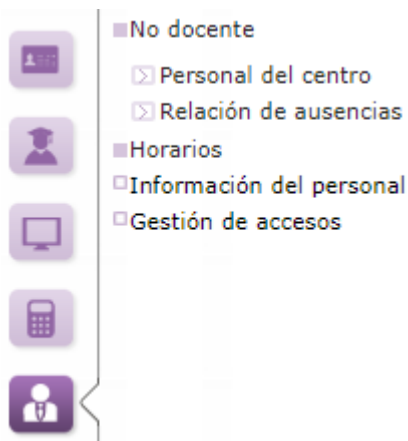 No docente
Personal del centro
Relación de ausencias
Horarios
Información del personal
Gestión de accesos